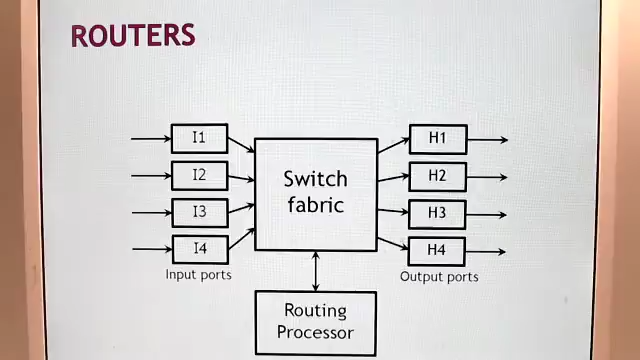 ROUTERS
I1
H1
I2
H2
I3
H3
I4
H4
Switch
fabric
Input ports
Output ports
Routing
Processor